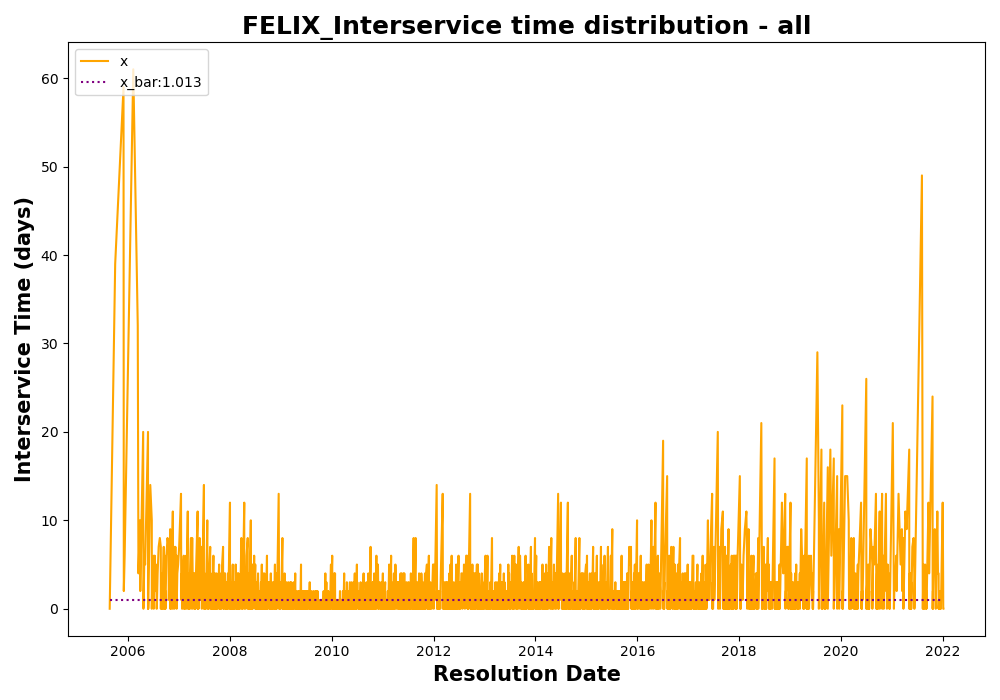 FELIX_Interservice time distribution - all
x
x_bar:1.013
Interservice Time (days)
60
50
40
30
20
10
0
2006 2008 2010 2012 2014 2016 2018 2020 2022
Resolution Date